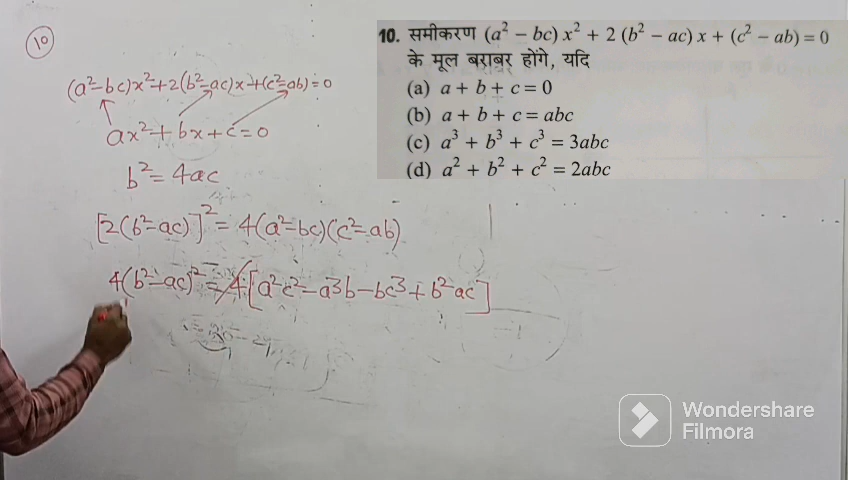 10
10. समीकरण (a² – bc) x² + 2 (b² – ac) x + (c² – ab) = 0
के मूल बराबर होंगे, यदि
(a) a + b + c = 0
(b) a + b + c = abc
(c) a³ + b³ + c³ = 3abc
(d) a² + b² + c² = 2abc
(a²-bc)x²+2(b²-ac)x+(c²-ab)=0
ax²+bx+c=0
b²=4ac
[2(b²-ac)]²=4(a²-bc)(c²-ab)
4(b²-ac)²=4[a²c²-a³b-bc³+b²ac]
Wondershare
Filmora